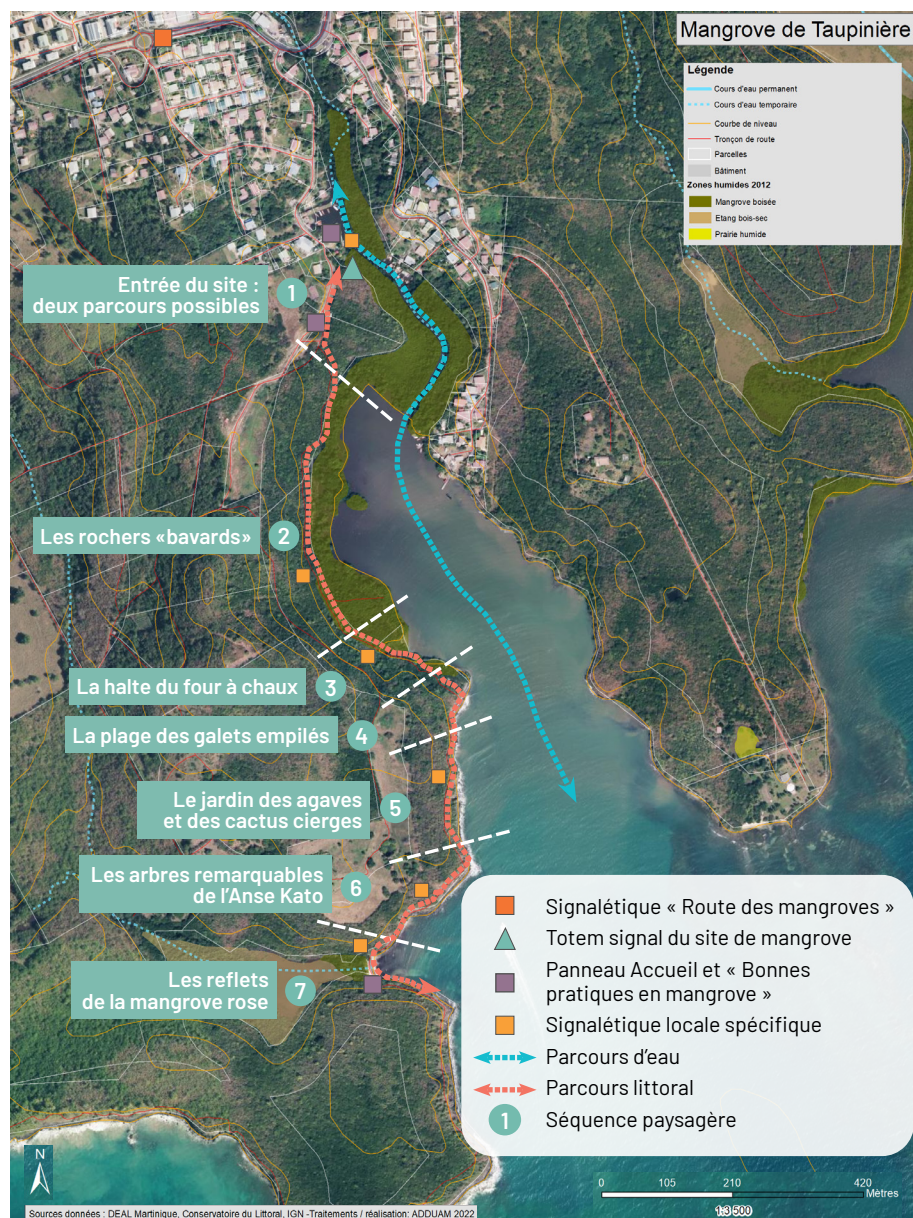 Mangrove de Taupinière
Légende
Cours d'eau permanent
Cours d'eau temporaire
Courbe de niveau
Tronçon de route
Parcelles
Bâtiment
Zones humides 2012
Mangrove boisée
Etang bois-sec
Prairie humide
Entrée du site :
deux parcours possibles
1
Les rochers «bavards»
2
La halte du four à chaux
3
La plage des galets empilés
4
Le jardin des agaves
et des cactus cierges
5
Les arbres remarquables
de l'Anse Kato
6
Les reflets
de la mangrove rose
7
Signalétique « Route des mangroves »
Totem signal du site de mangrove
Panneau Accueil et « Bonnes
pratiques en mangrove »
Signalétique locale spécifique
Parcours d'eau
Parcours littoral
1
Séquence paysagère
N
0 105 210 420
Mètres
1:3 500
Sources données : DEAL Martinique, Conservatoire du Littoral, IGN -Traitements / réalisation: ADDUAM 2022